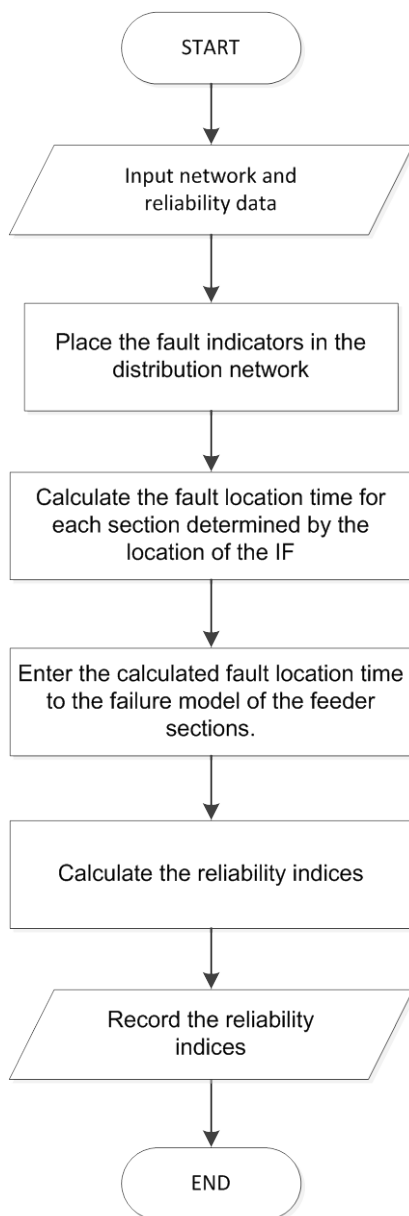 START
Input network and
reliability data
Place the fault indicators in the
distribution network
Calculate the fault location time for
each section determined by the
location of the IF
Enter the calculated fault location time
to the failure model of the feeder
sections.
Calculate the reliability indices
Record the reliability
indices
END